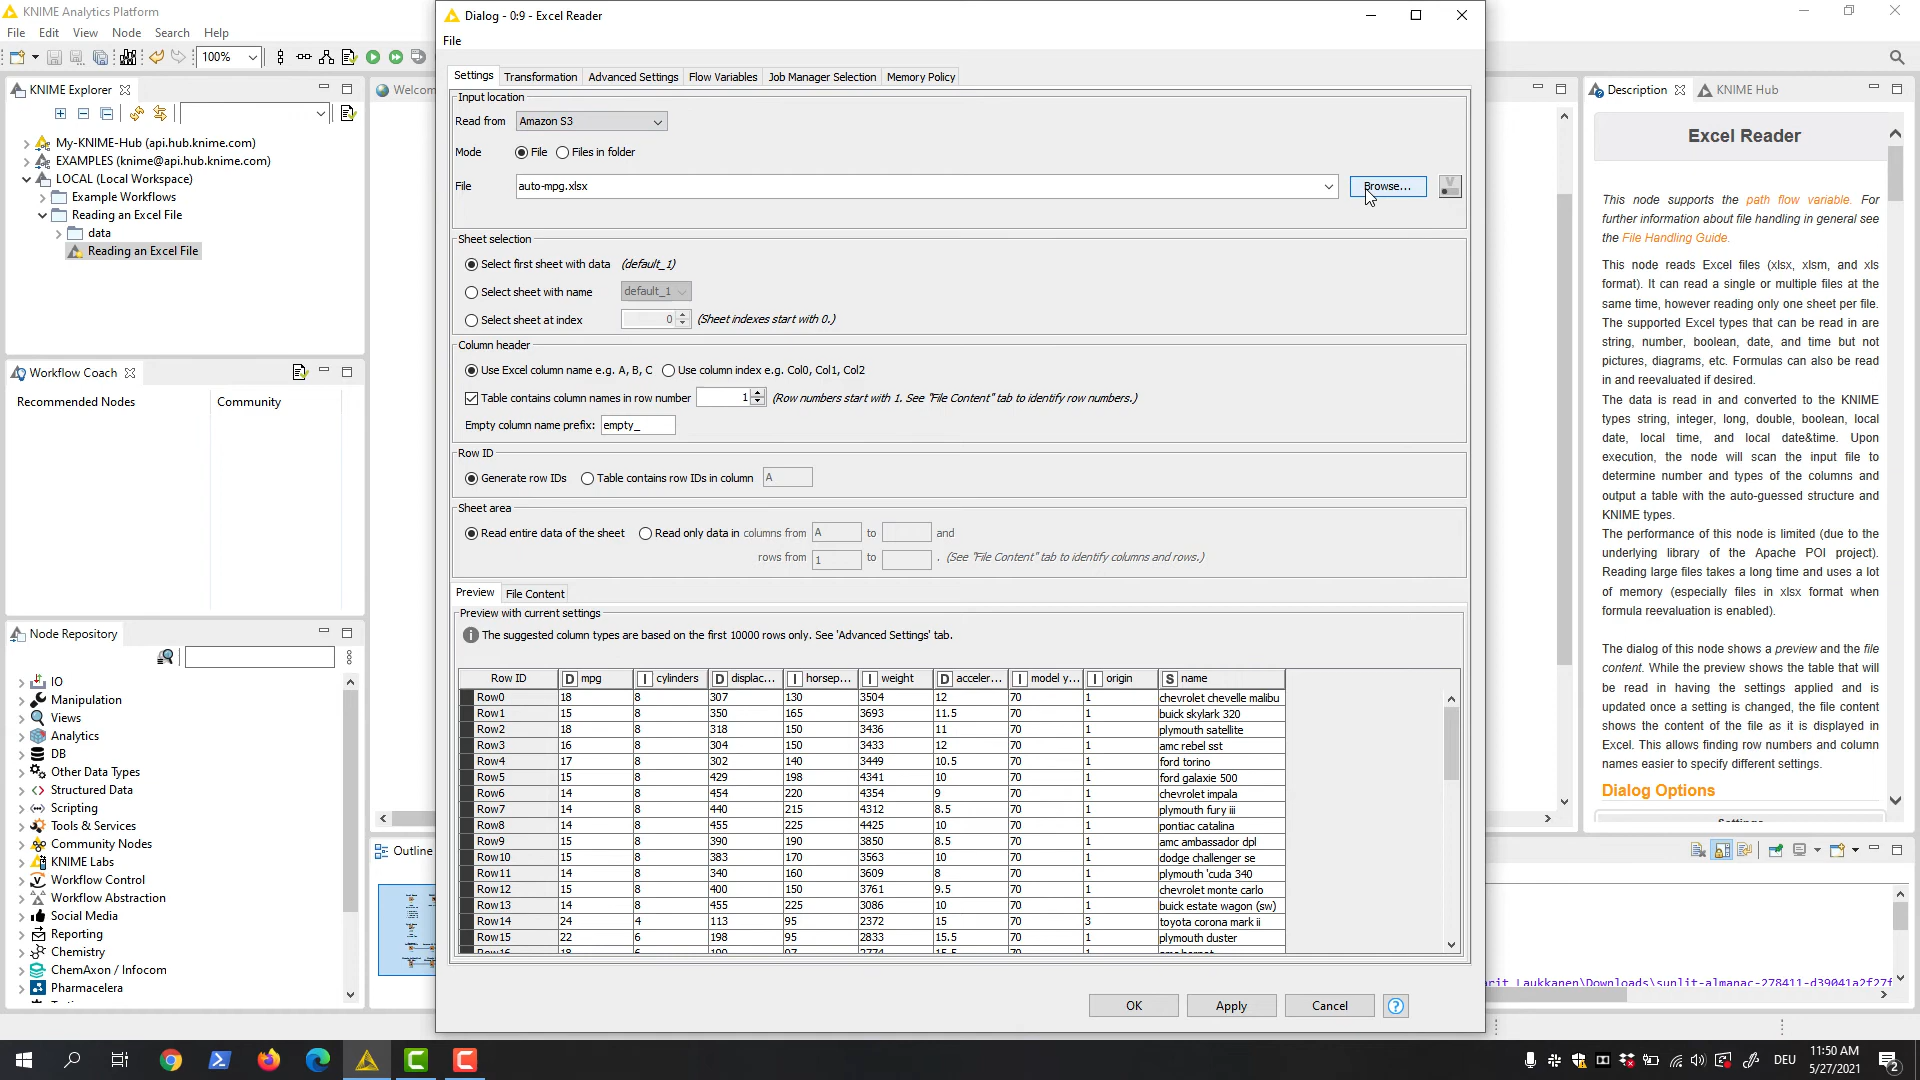 KNIME Analytics Platform
File Edit View Node Search Help
100%
KNIME Explorer
My-KNIME-Hub (api.hub.knime.com)
EXAMPLES (knime@api.hub.knime.com)
LOCAL (Local Workspace)
Example Workflows
Reading an Excel File
data
Reading an Excel File
Workflow Coach
Recommended Nodes Community
Node Repository
IO
Manipulation
Views
Analytics
DB
Other Data Types
Structured Data
Scripting
Tools & Services
Community Nodes
KNIME Labs
Workflow Control
Workflow Abstraction
Social Media
Reporting
Chemistry
ChemAxon / Infocom
Pharmacelera
Welcom
Outline
Dialog - 0:9 - Excel Reader
File
Settings Transformation Advanced Settings Flow Variables Job Manager Selection Memory Policy
Input location
Read from Amazon S3
Mode File Files in folder
File auto-mpg.xlsx Browse...
Sheet selection
Select first sheet with data (default_1)
Select sheet with name default_1
Select sheet at index 0 (Sheet indexes start with 0.)
Column header
Use Excel column name e.g. A, B, C Use column index e.g. Col0, Col1, Col2
Table contains column names in row number 1 (Row numbers start with 1. See "File Content" tab to identify row numbers.)
Empty column name prefix: empty_
Row ID
Generate row IDs Table contains row IDs in column A
Sheet area
Read entire data of the sheet Read only data in columns from A to and
rows from 1 to . (See "File Content" tab to identify columns and rows.)
Preview File Content
Preview with current settings
The suggested column types are based on the first 10000 rows only. See 'Advanced Settings' tab.
Row ID D mpg I cylinders D displac... I horsep... I weight D acceler... I model y... I origin S name
Row0 18 8 307 130 3504 12 70 1 chevrolet chevelle malibu
Row1 15 8 350 165 3693 11.5 70 1 buick skylark 320
Row2 18 8 318 150 3436 11 70 1 plymouth satellite
Row3 16 8 304 150 3433 12 70 1 amc rebel sst
Row4 17 8 302 140 3449 10.5 70 1 ford torino
Row5 15 8 429 198 4341 10 70 1 ford galaxie 500
Row6 14 8 454 220 4354 9 70 1 chevrolet impala
Row7 14 8 440 215 4312 8.5 70 1 plymouth fury iii
Row8 14 8 455 225 4425 10 70 1 pontiac catalina
Row9 15 8 390 190 3850 8.5 70 1 amc ambassador dpl
Row10 15 8 383 170 3563 10 70 1 dodge challenger se
Row11 14 8 340 160 3609 8 70 1 plymouth 'cuda 340
Row12 15 8 400 150 3761 9.5 70 1 chevrolet monte carlo
Row13 14 8 455 225 3086 10 70 1 buick estate wagon (sw)
Row14 24 4 113 95 2372 15 70 3 toyota corona mark ii
Row15 22 6 198 95 2833 15.5 70 1 plymouth duster
OK Apply Cancel
Description KNIME Hub
Excel Reader
This node supports the path flow variable. For
further information about file handling in general see
the File Handling Guide.
This node reads Excel files (xlsx, xlsm, and xls
format). It can read a single or multiple files at the
same time, however reading only one sheet per file.
The supported Excel types that can be read in are
string, number, boolean, date, and time but not
pictures, diagrams, etc. Formulas can also be read
in and reevaluated if desired.
The data is read in and converted to the KNIME
types string, integer, long, double, boolean, local
date, local time, and local date&time. Upon
execution, the node will scan the input file to
determine number and types of the columns and
output a table with the auto-guessed structure and
KNIME types.
The performance of this node is limited (due to the
underlying library of the Apache POI project).
Reading large files takes a long time and uses a lot
of memory (especially files in xlsx format when
formula reevaluation is enabled).
The dialog of this node shows a preview and the file
content. While the preview shows the table that will
be read in having the settings applied and is
updated once a setting is changed, the file content
shows the content of the file as it is displayed in
Excel. This allows finding row numbers and column
names easier to specify different settings.
Dialog Options
arit Laukkanen\Downloads\sunlit-almanac-278411-d39041a2f27f
DEU 11:50 AM
5/27/2021
2